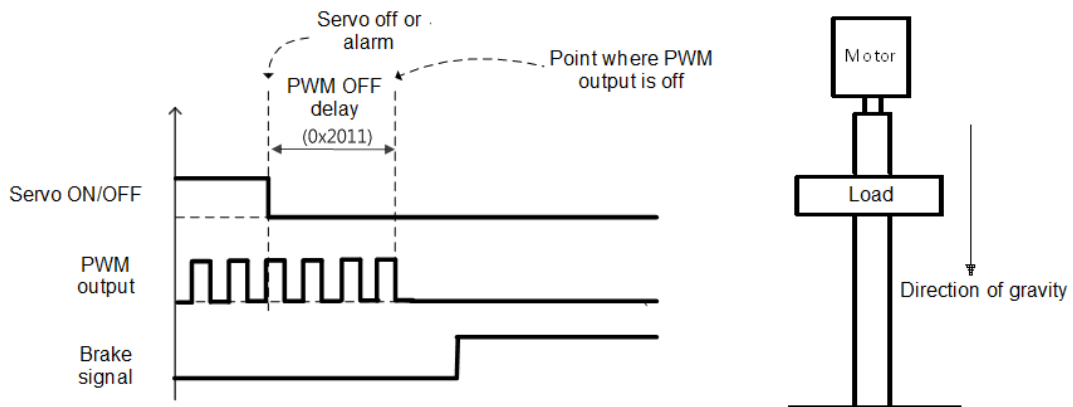 Servo off or
alarm
Point where PWM
output is off
PWM OFF
delay
(0x2011)
Servo ON/OFF
PWM
output
Brake
signal
Motor
Load
Direction of gravity